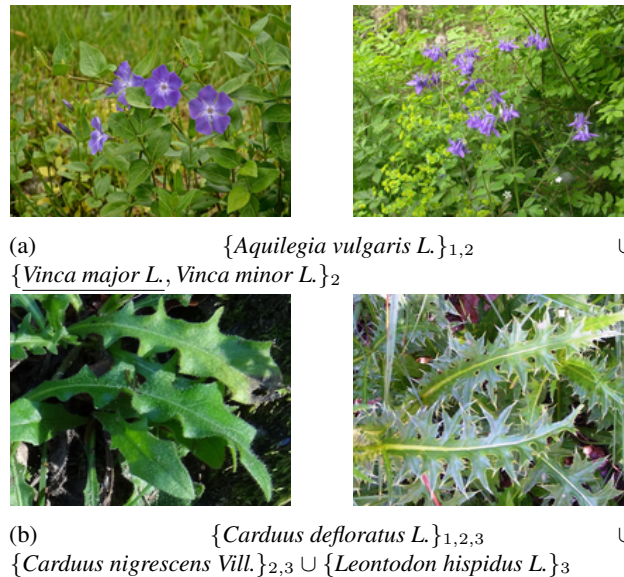 (a) {Aquilegia vulgaris L.}₁,₂ ∪
{Vinca major L., Vinca minor L.}₂
(b) {Carduus defloratus L.}₁,₂,₃ ∪
{Carduus nigrescens Vill.}₂,₃ ∪ {Leontodon hispidus L.}₃